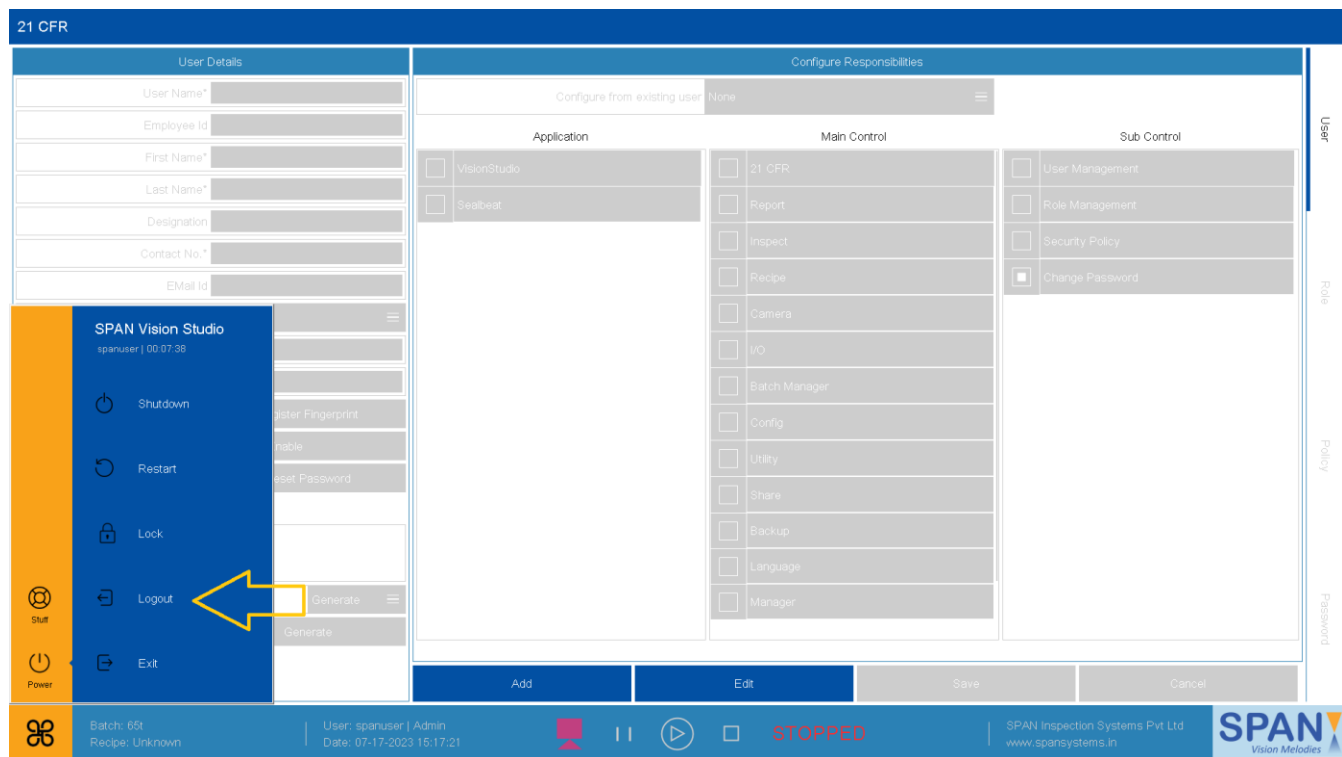 21 CFR
User Details
User Name*
Employee Id
First Name*
Last Name*
Designation
Contact No.*
EMail Id
gister Fingerprint
nable
eset Password
Generate
Generate
SPAN Vision Studio
spanuser | 00:07:38
Shutdown
Restart
Lock
Logout
Exit
Stuff
Power
Configure Responsibilities
Configure from existing user None
Application
VisionStudio
Sealbeat
Main Control
21 CFR
Report
Inspect
Recipe
Camera
I/O
Batch Manager
Config
Utility
Share
Backup
Language
Manager
Sub Control
User Management
Role Management
Security Policy
Change Password
Add
Edit
Save
Cancel
User
Role
Policy
Password
Batch: 65t
Recipe: Unknown
User: spanuser | Admin
Date: 07-17-2023 15:17:21
STOPPED
SPAN Inspection Systems Pvt Ltd
www.spansystems.in
SPAN
Vision Melodies